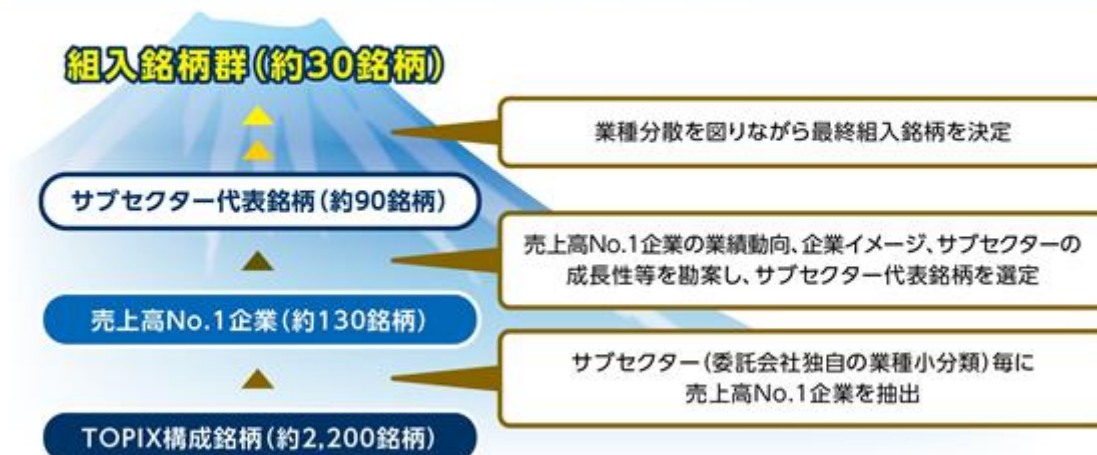 組入銘柄群(約30銘柄)
業種分散を図りながら最終組入銘柄を決定
サブセクター代表銘柄(約90銘柄)
売上高No.1企業の業績動向、企業イメージ、サブセクターの
成長性等を勘案し、サブセクター代表銘柄を選定
売上高No.1企業(約130銘柄)
サブセクター(委託会社独自の業種小分類)毎に
売上高No.1企業を抽出
TOPIX構成銘柄(約2,200銘柄)